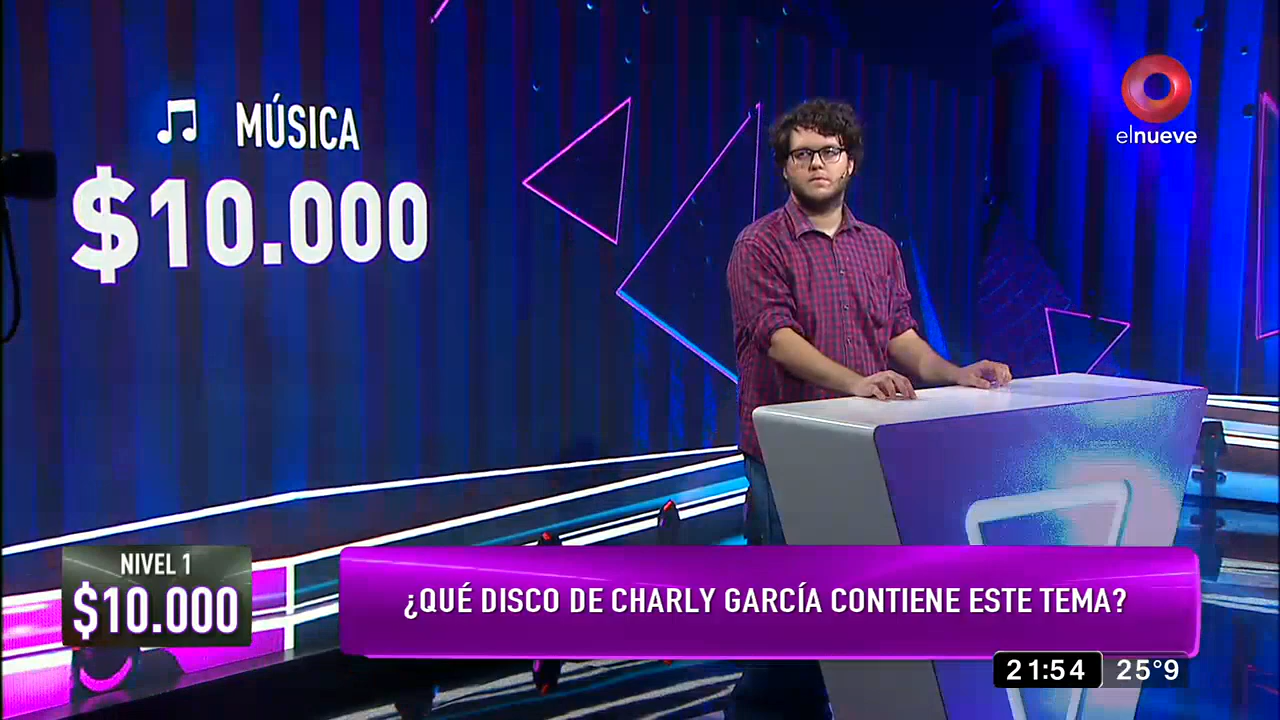 MÚSICA
$10.000
elnueve
NIVEL 1
$10.000
¿QUÉ DISCO DE CHARLY GARCÍA CONTIENE ESTE TEMA?
21:54
25°9